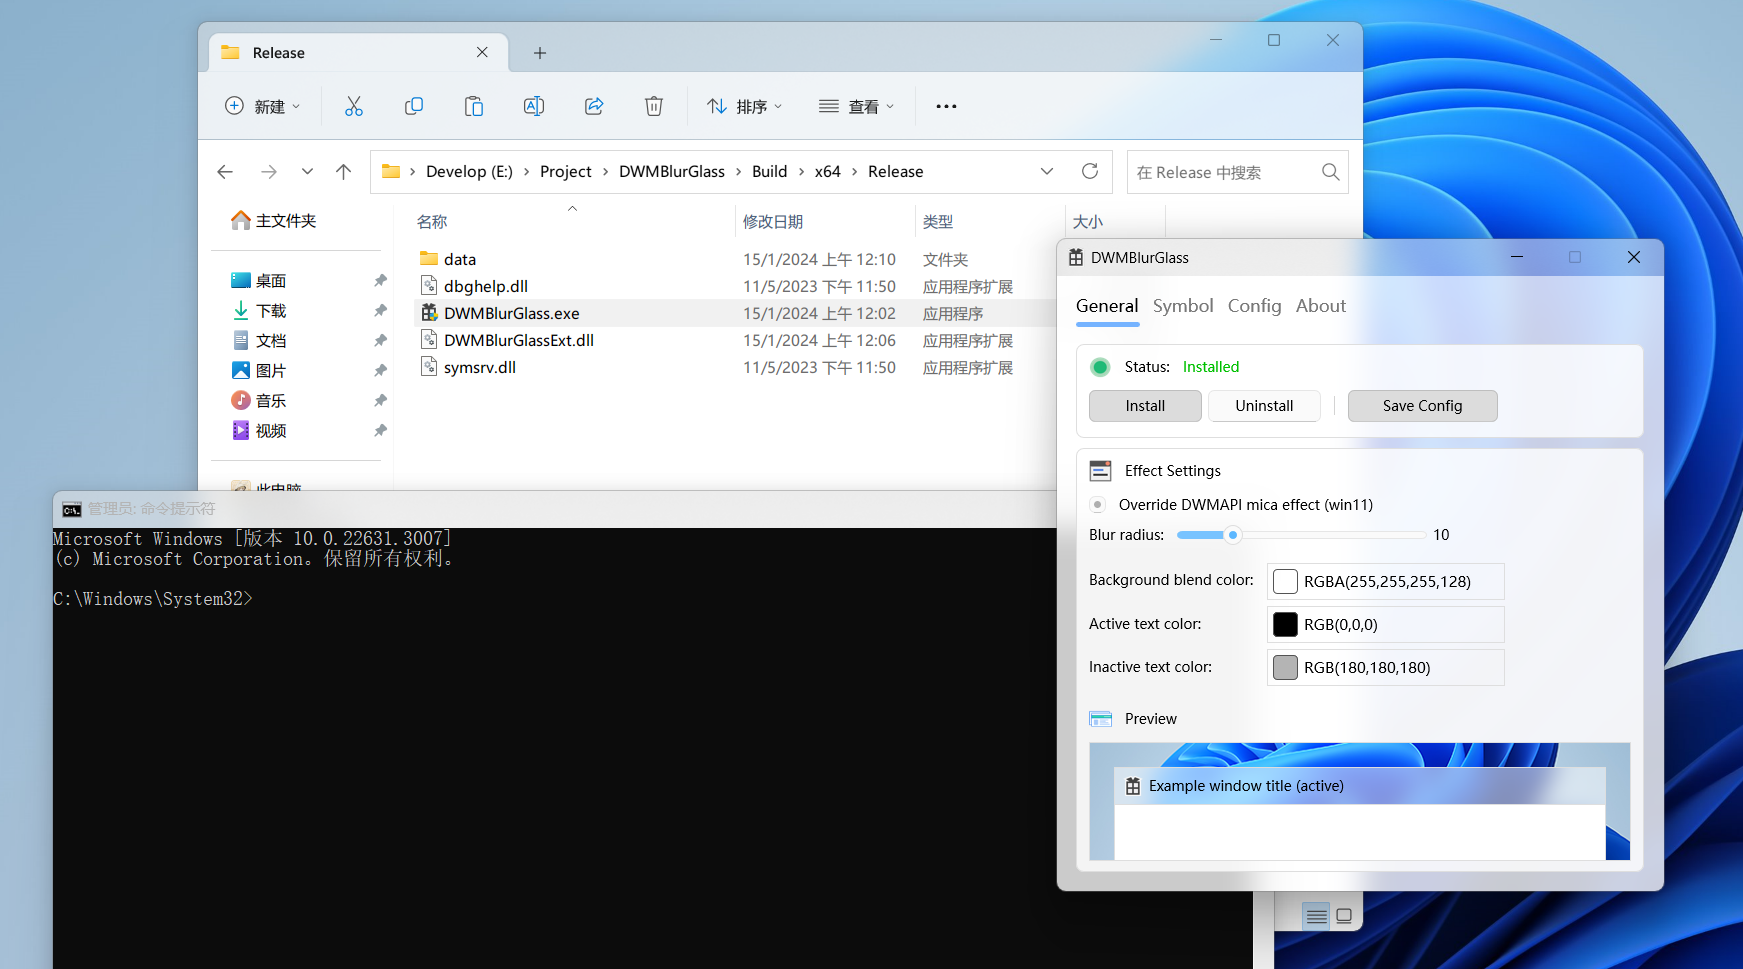 Release
新建
排序
查看
Develop (E:) > Project > DWMBlurGlass > Build > x64 > Release
在 Release 中搜索
主文件夹
桌面
下载
文档
图片
音乐
视频
此电脑
名称 修改日期 类型 大小
data 15/1/2024 上午 12:10 文件夹
dbghelp.dll 11/5/2023 下午 11:50 应用程序扩展
DWMBlurGlass.exe 15/1/2024 上午 12:02 应用程序
DWMBlurGlassExt.dll 15/1/2024 上午 12:06 应用程序扩展
symsrv.dll 11/5/2023 下午 11:50 应用程序扩展
管理员: 命令提示符
Microsoft Windows [版本 10.0.22631.3007]
(c) Microsoft Corporation。保留所有权利。
C:\Windows\System32>
DWMBlurGlass
General Symbol Config About
Status: Installed
Install Uninstall Save Config
Effect Settings
Override DWMAPI mica effect (win11)
Blur radius: 10
Background blend color: RGBA(255,255,255,128)
Active text color: RGB(0,0,0)
Inactive text color: RGB(180,180,180)
Preview
Example window title (active)